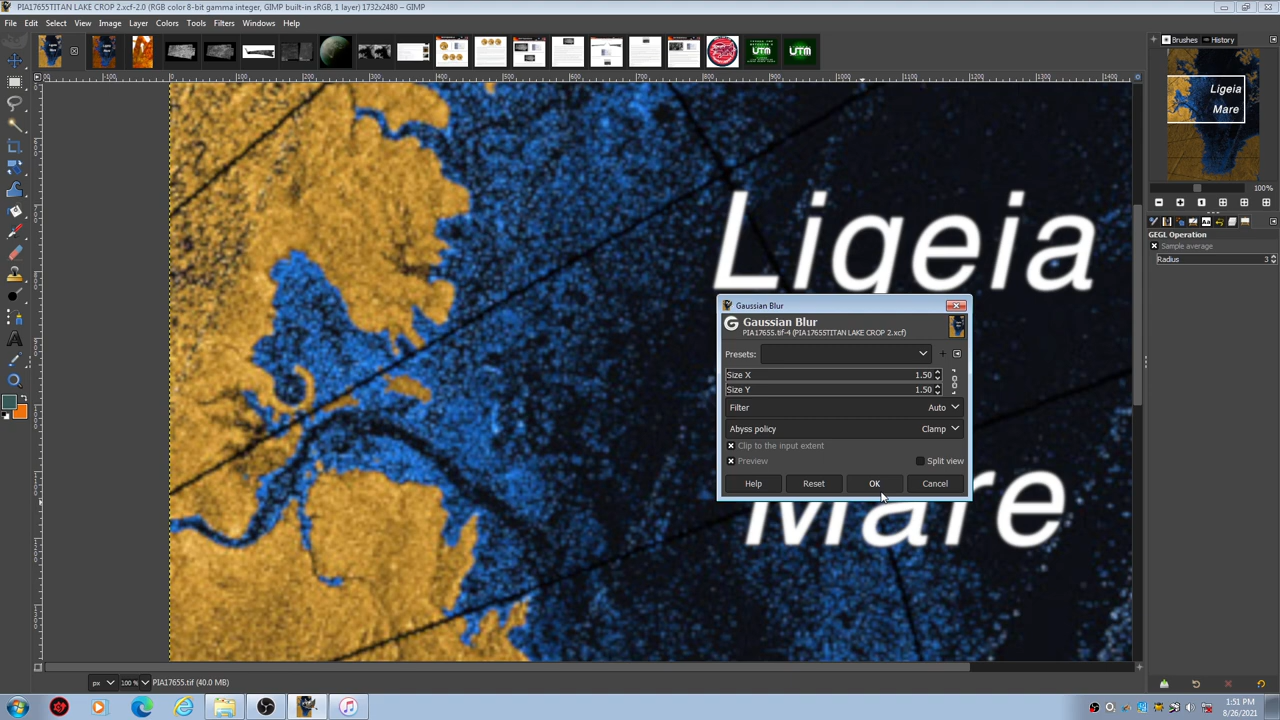 PIA17655TITAN LAKE CROP 2.xcf-2.0 (RGB color 8-bit gamma integer, GIMP built-in sRGB, 1 layer) 1732x2480 – GIMP
File Edit Select View Image Layer Colors Tools Filters Windows Help
UTM UTM
Brushes History
Ligeia
Mare
100%
GEGL Operation
Sample average
Radius 3
Ligeia
Mare
Gaussian Blur
Gaussian Blur
PIA17655.tif-4 (PIA17655TITAN LAKE CROP 2.xcf)
Presets:
Size X 1.50
Size Y 1.50
Filter Auto
Abyss policy Clamp
Clip to the input extent
Preview Split view
Help Reset OK Cancel
px 100 % PIA17655.tif (40.0 MB)
1:51 PM
8/26/2021